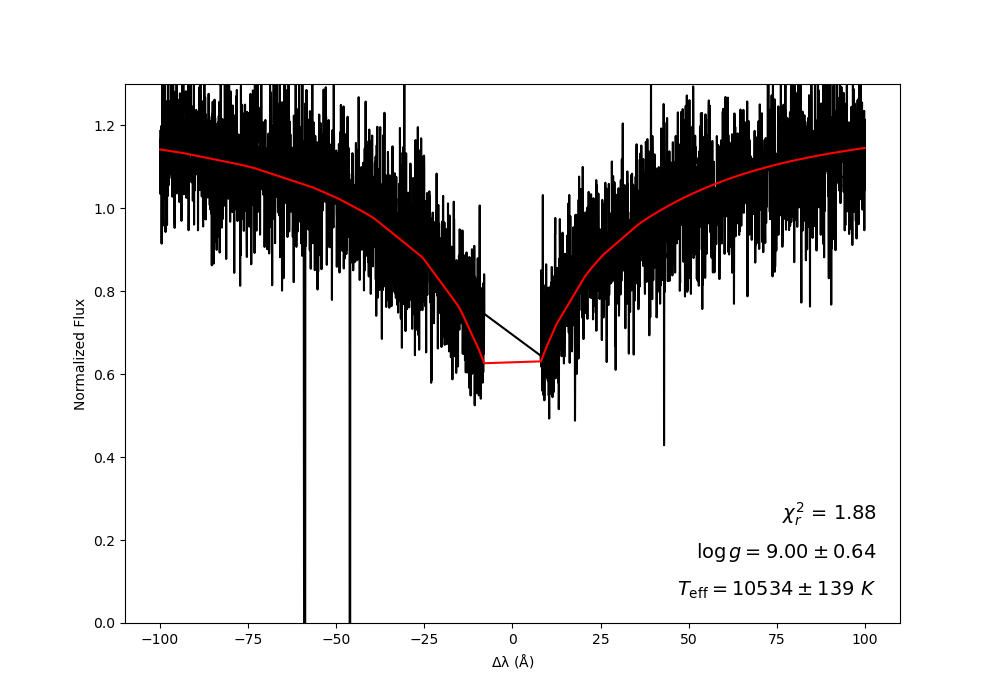 1.2
1.0
0.8
0.6
0.4
0.2
0.0
Normalized Flux
χ²ᵣ = 1.88
log g = 9.00 ± 0.64
T_eff = 10534 ± 139 K
−100 −75 −50 −25 0 25 50 75 100
Δλ (Å)